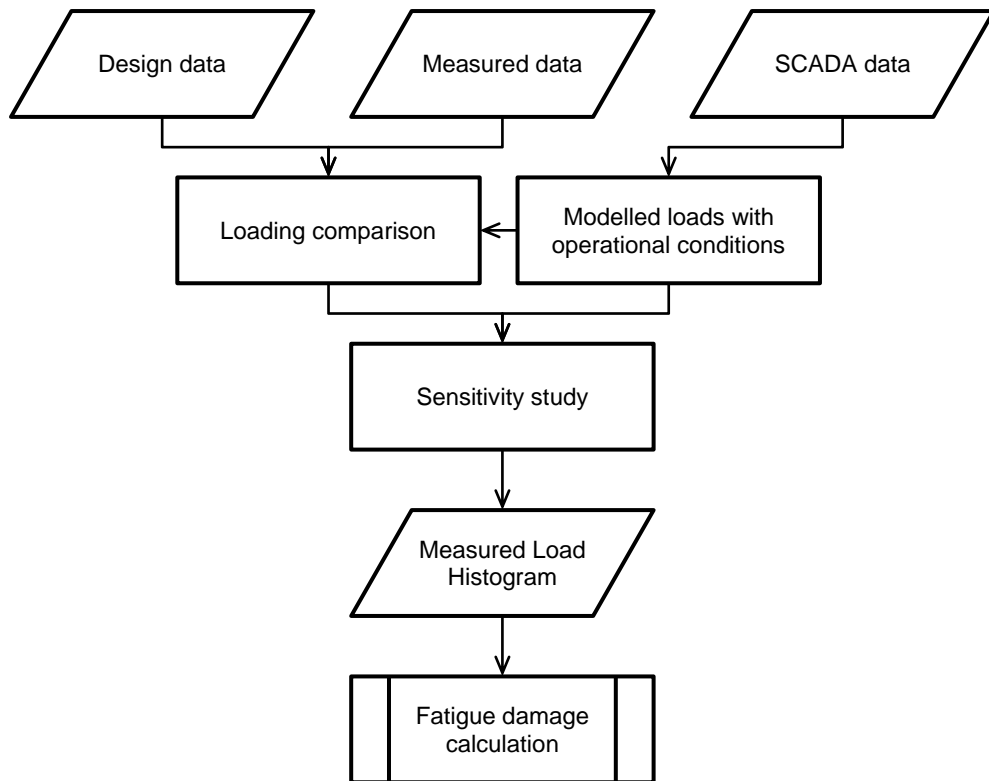 Design data
Measured data
SCADA data
Loading comparison
Modelled loads with
operational conditions
Sensitivity study
Measured Load
Histogram
Fatigue damage
calculation